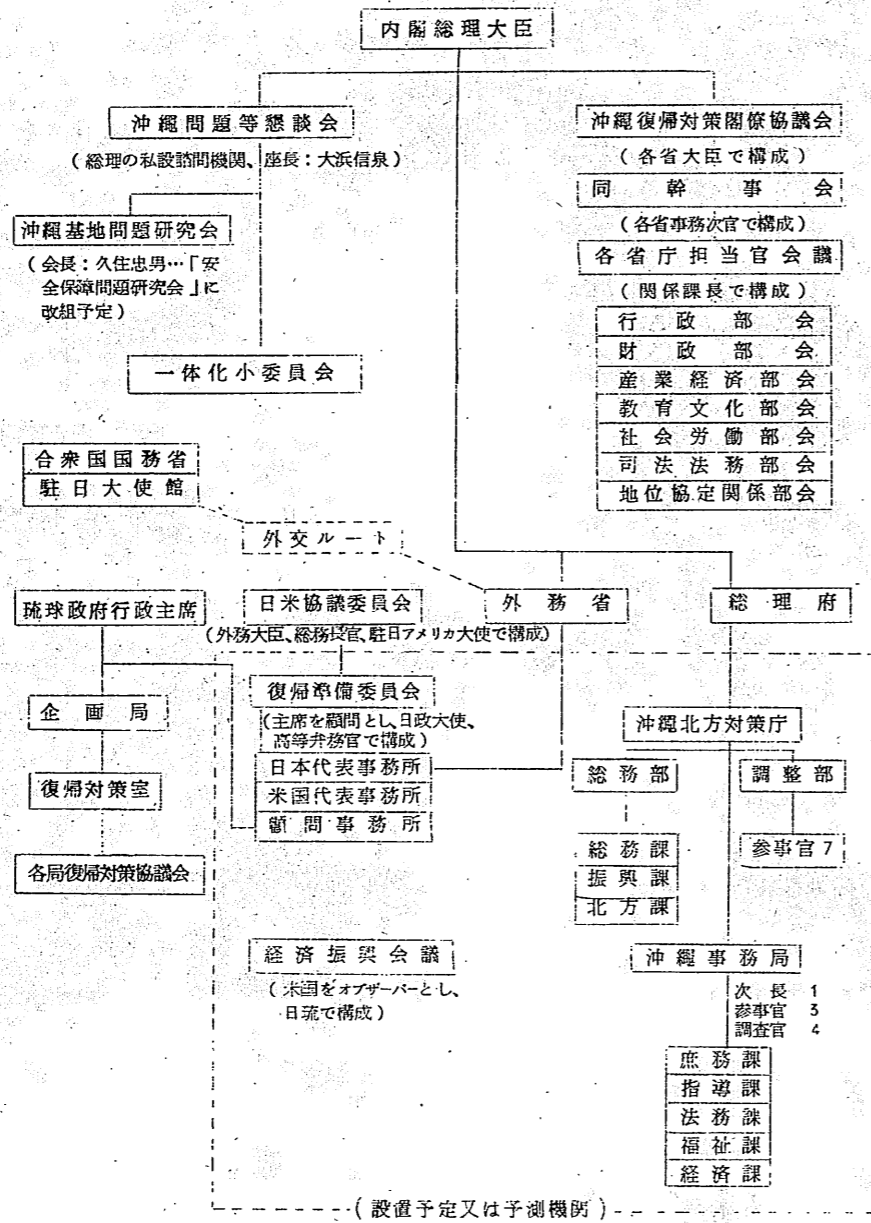 内閣総理大臣
沖縄問題等懇談会
(総理の私設諮問機関、座長：大浜信泉)
沖縄基地問題研究会
(会長：久住忠男…「安
全保障問題研究会」に
改組予定)
一体化小委員会
沖縄復帰対策閣僚協議会
(各省大臣で構成)
同幹事会
(各省事務次官で構成)
各省庁担当官会議
(関係課長で構成)
行政部会
財政部会
産業経済部会
教育文化部会
社会労働部会
司法法務部会
地位協定関係部会
合衆国国務省
駐日大使館
外交ルート
琉球政府行政主席
日米協議委員会
(外務大臣、総務長官、駐日アメリカ大使で構成)
外務省
総理府
企画局
復帰対策室
各局復帰対策協議会
復帰準備委員会
(主席を顧問とし、日政大使、
高等弁務官で構成)
日本代表事務所
米国代表事務所
顧問事務所
沖縄北方対策庁
総務部
調整部
総務課
振興課
北方課
参事官7
経済振興会議
(米国をオブザーバーとし、
日琉で構成)
沖縄事務局
次長 1
参事官 3
調査官 4
庶務課
指導課
法務課
福祉課
経済課
(設置予定又は予測機関)